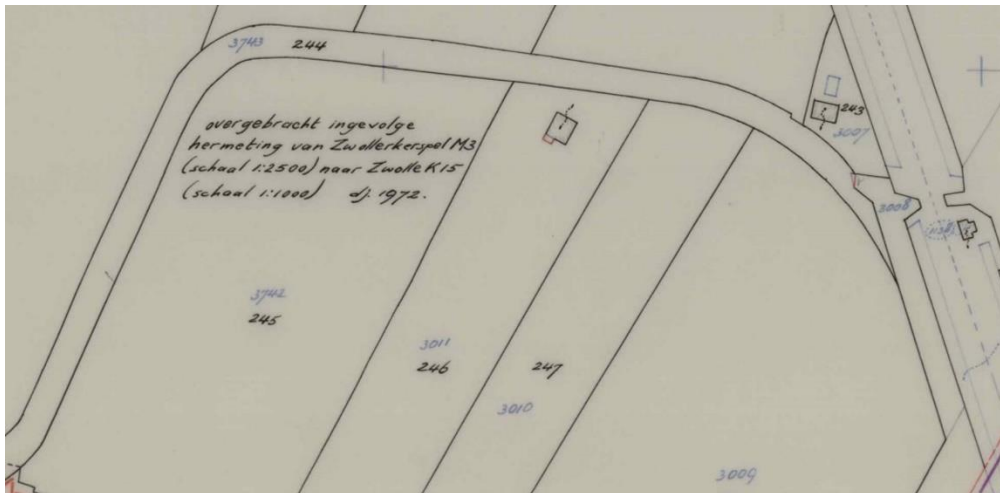 3743 244
overgebracht ingevolge
hermeting van Zwollerkerspel M3
(schaal 1:2500) naar Zwolle K15
(schaal 1:1000) dj. 1972.
243
3007
3008
3742
245
3011
246
247
3010
3009